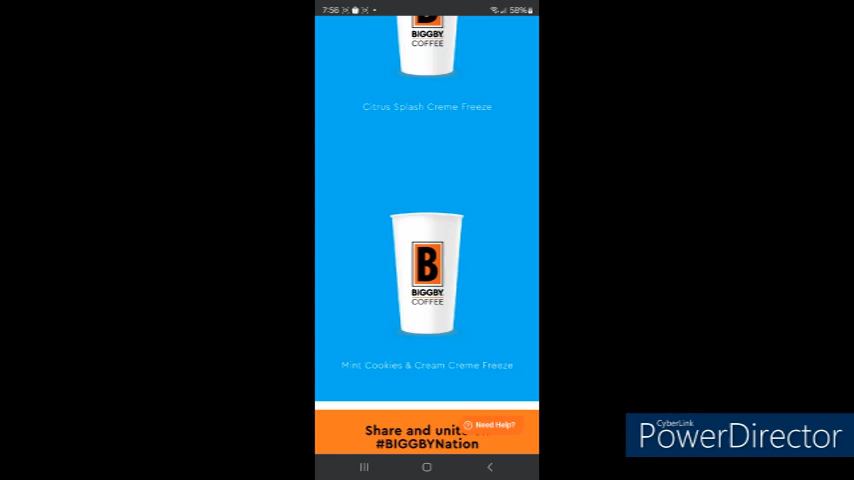 7:56
58%
BIGGBY
COFFEE
Citrus Splash Creme Freeze
B
BIGGBY
COFFEE
Mint Cookies & Cream Creme Freeze
Share and unite
Need Help?
#BIGGBYNation
CyberLink
PowerDirector